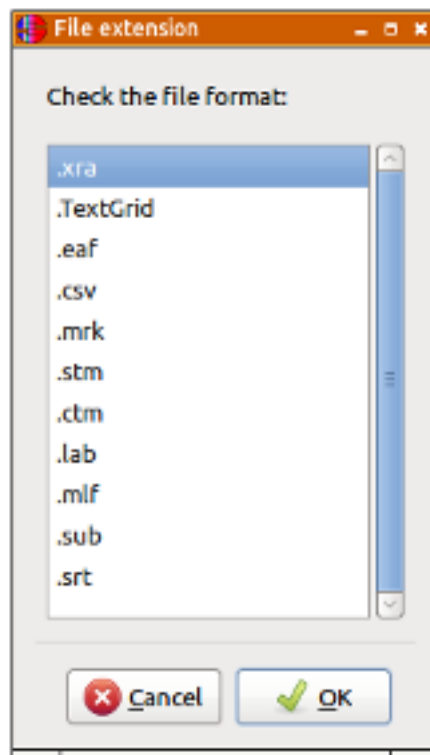 File extension
Check the file format:
.xra
.TextGrid
.eaf
.csv
.mrk
.stm
.ctm
.lab
.mlf
.sub
.srt
Cancel
OK